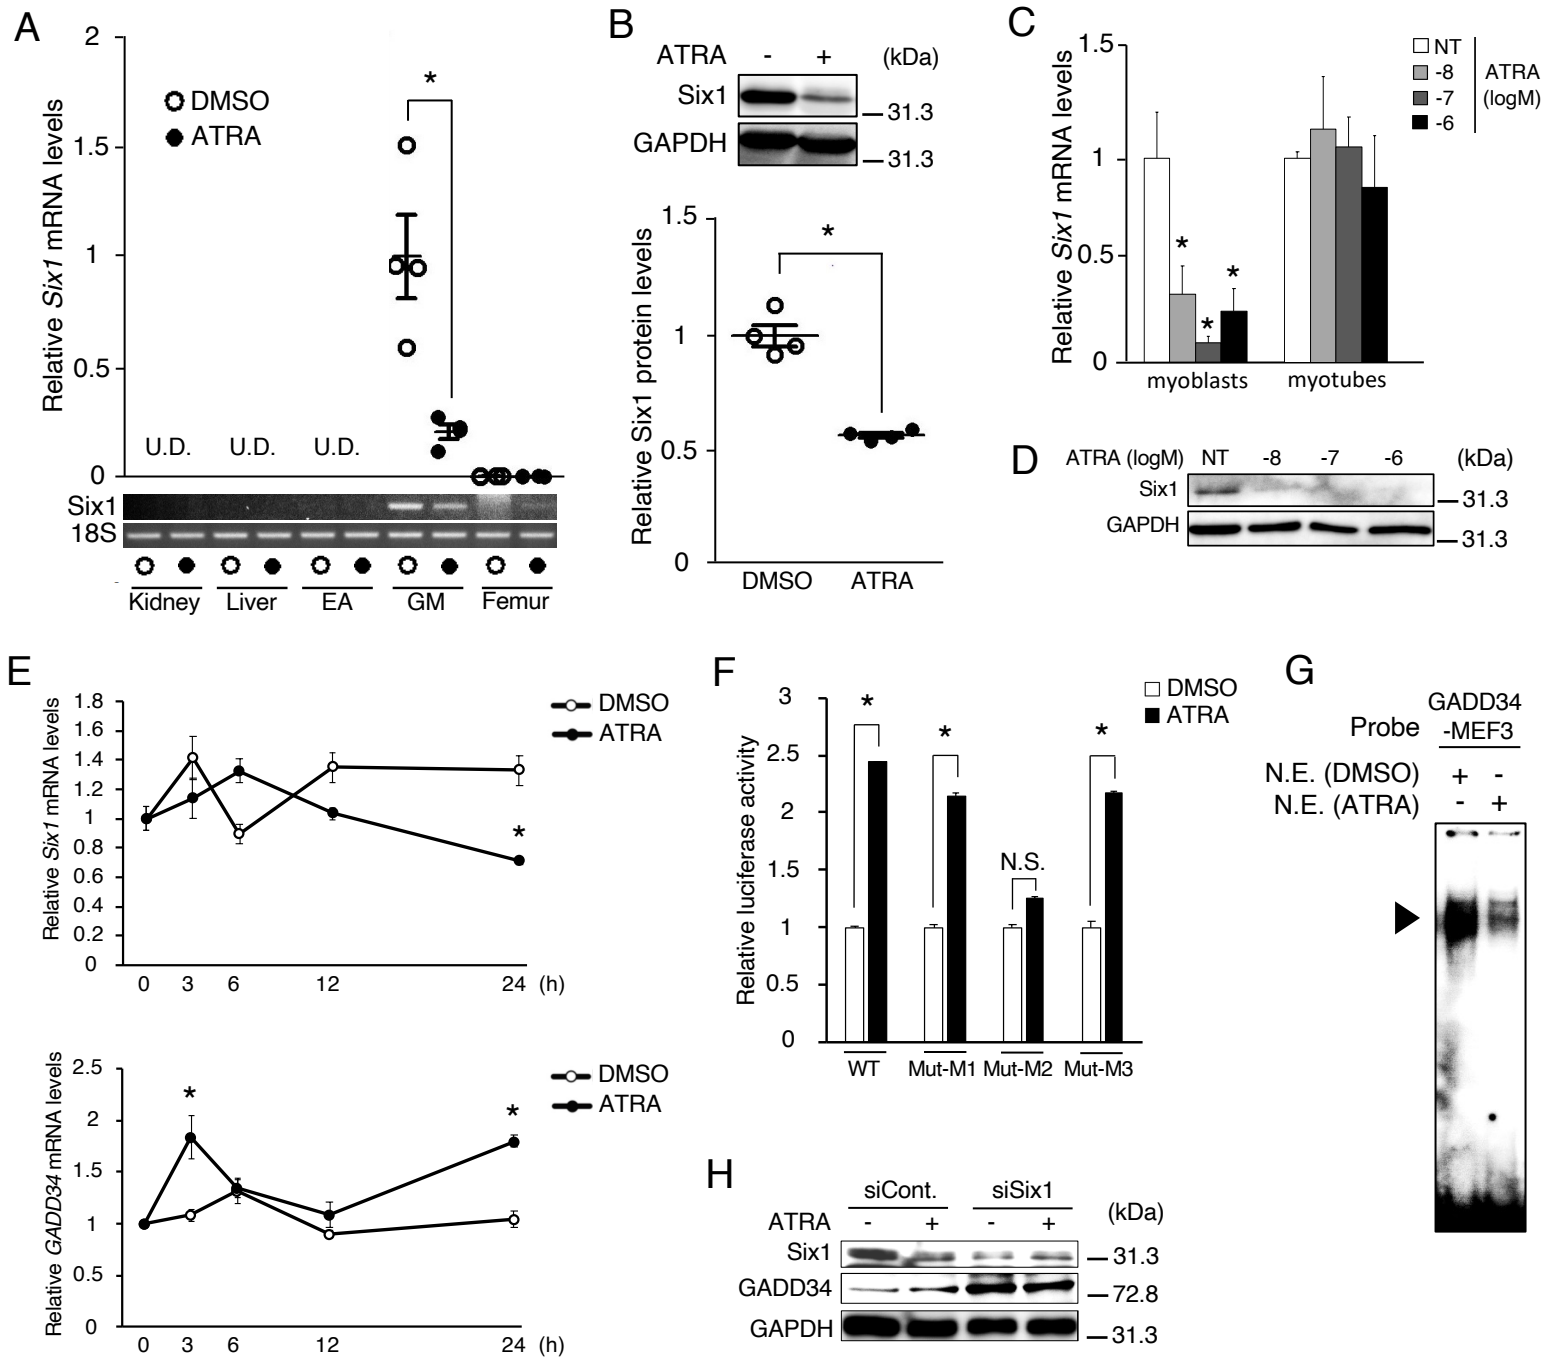 A
Relative Six1 mRNA levels
2
1.5
1
0.5
0
DMSO
ATRA
*
U.D.
U.D.
U.D.
Six1
18S
Kidney Liver EA GM Femur
B
ATRA - + (kDa)
Six1
31.3
GAPDH
31.3
Relative Six1 protein levels
1.5
1
0.5
0
*
DMSO ATRA
C
Relative Six1 mRNA levels
1.5
1
0.5
0
NT
-8
-7
-6
ATRA
(logM)
*
*
*
myoblasts myotubes
D
ATRA (logM) NT -8 -7 -6 (kDa)
Six1
31.3
GAPDH
31.3
E
Relative Six1 mRNA levels
1.8
1.6
1.4
1.2
1
0.8
0.6
0.4
0.2
0
DMSO
ATRA
*
0 3 6 12 24 (h)
Relative GADD34 mRNA levels
2.5
2
1.5
1
0.5
0
DMSO
ATRA
*
*
0 3 6 12 24 (h)
F
Relative luciferase activity
3
2.5
2
1.5
1
0.5
0
DMSO
ATRA
*
*
N.S.
*
WT Mut-M1 Mut-M2 Mut-M3
G
GADD34
Probe -MEF3
N.E. (DMSO) + -
N.E. (ATRA) - +
H
siCont. siSix1
(kDa)
ATRA - + - +
Six1
31.3
GADD34
72.8
GAPDH
31.3